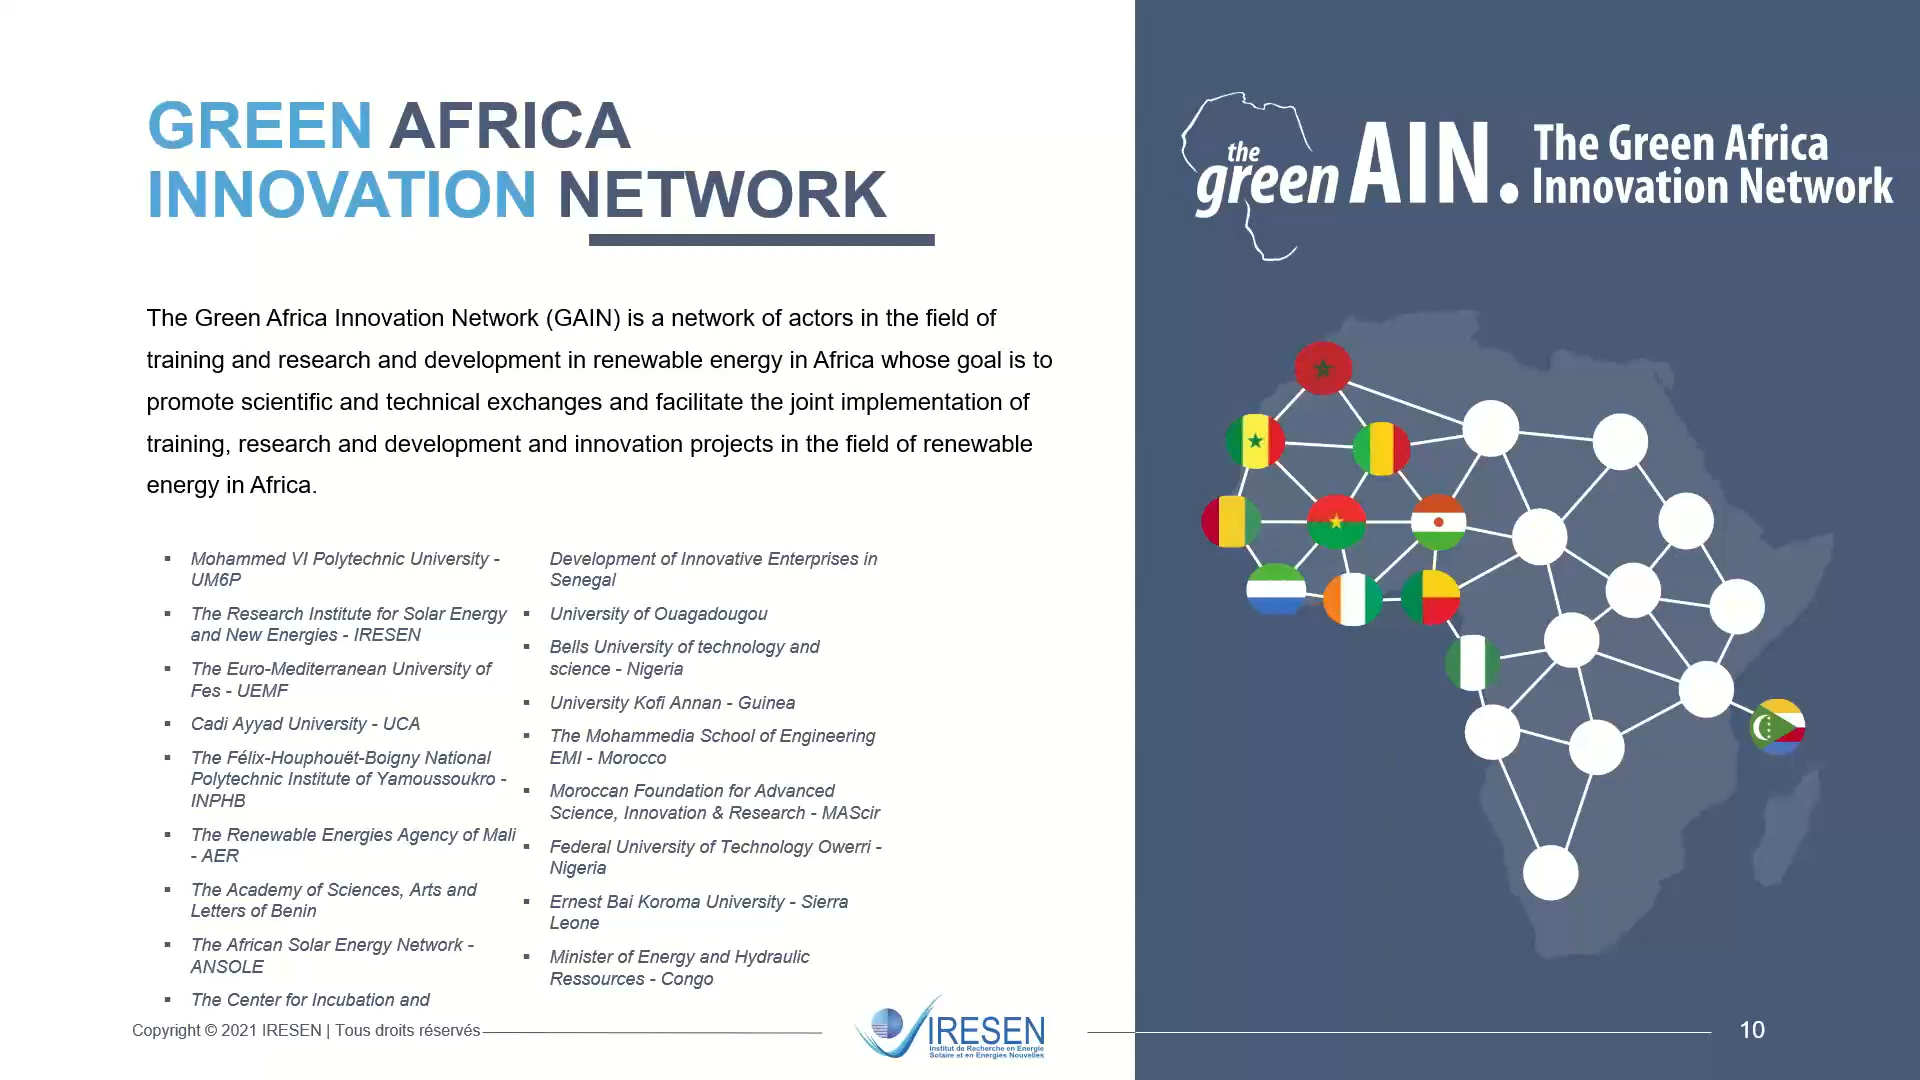 GREEN AFRICA
INNOVATION NETWORK
The Green Africa Innovation Network (GAIN) is a network of actors in the field of
training and research and development in renewable energy in Africa whose goal is to
promote scientific and technical exchanges and facilitate the joint implementation of
training, research and development and innovation projects in the field of renewable
energy in Africa.
▪ Mohammed VI Polytechnic University -
UM6P
▪ The Research Institute for Solar Energy
and New Energies - IRESEN
▪ The Euro-Mediterranean University of
Fes - UEMF
▪ Cadi Ayyad University - UCA
▪ The Félix-Houphouët-Boigny National
Polytechnic Institute of Yamoussoukro -
INPHB
▪ The Renewable Energies Agency of Mali
- AER
▪ The Academy of Sciences, Arts and
Letters of Benin
▪ The African Solar Energy Network -
ANSOLE
▪ The Center for Incubation and
Development of Innovative Enterprises in
Senegal
▪ University of Ouagadougou
▪ Bells University of technology and
science - Nigeria
▪ University Kofi Annan - Guinea
▪ The Mohammedia School of Engineering
EMI - Morocco
▪ Moroccan Foundation for Advanced
Science, Innovation & Research - MAScir
▪ Federal University of Technology Owerri -
Nigeria
▪ Ernest Bai Koroma University - Sierra
Leone
▪ Minister of Energy and Hydraulic
Ressources - Congo
the
green AIN.
The Green Africa
Innovation Network
Copyright © 2021 IRESEN | Tous droits réservés
IRESEN
Institut de Recherche en Energie
Solaire et en Energies Nouvelles
10